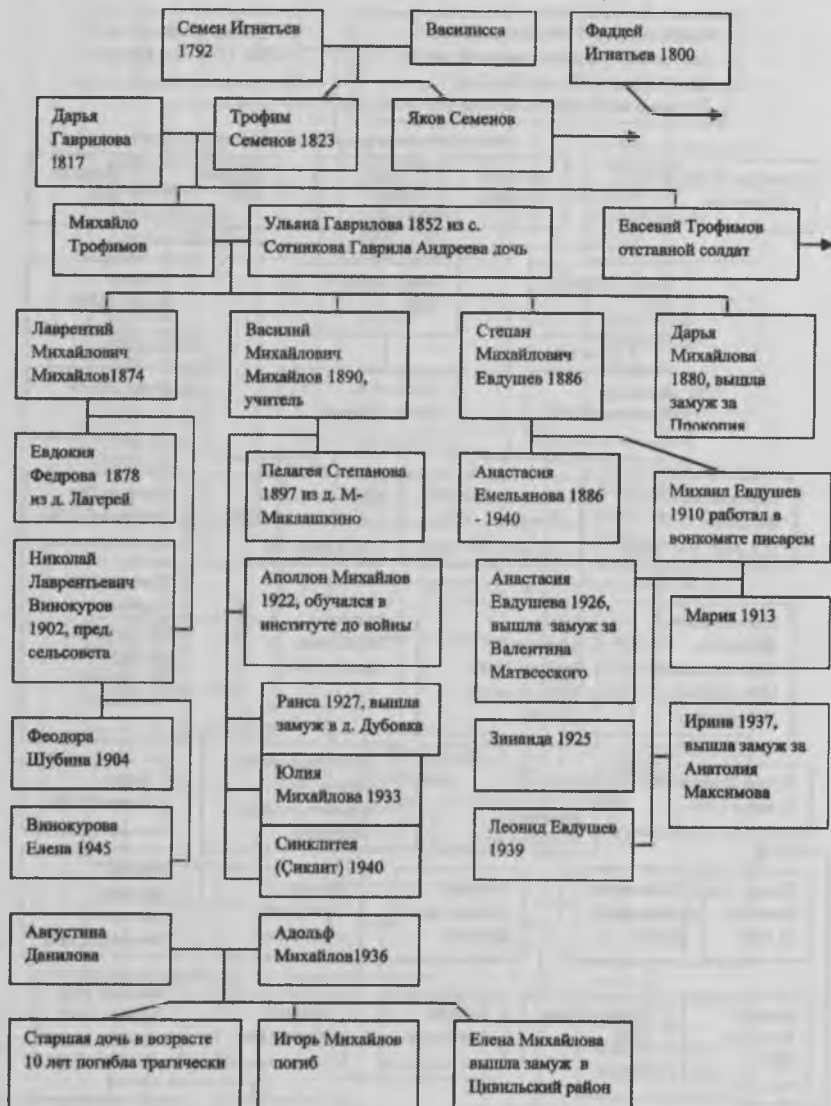 Семен Игнатьев
1792
Василисса
Фаддей
Игнатьев 1800
Дарья
Гаврилова
1817
Трофим
Семенов 1823
Яков Семенов
Михайло
Трофимов
Ульяна Гаврилова 1852 из с.
Сотникова Гаврила Андреева дочь
Евсевий Трофимов
отставной солдат
Лаврентий
Михайлович
Михайлов1874
Василий
Михайлович
Михайлов 1890,
учитель
Степан
Михайлович
Евдушев 1886
Дарья
Михайлова
1880, вышла
замуж за
Прокопия
Евдокия
Федрова 1878
из д. Лагерей
Пелагея Степанова
1897 из д. М-
Маклашкино
Анастасия
Емельянова 1886
- 1940
Михаил Евдушев
1910 работал в
вонкомате писарем
Николай
Лаврентьевич
Винокуров
1902, пред.
сельсовета
Аполлон Михайлов
1922, обучался в
институте до войны
Анастасия
Евдушева 1926,
вышла замуж за
Валентина
Матвеевского
Мария 1913
Феодора
Шубина 1904
Раиса 1927, вышла
замуж в д. Дубовка
Зинаида 1925
Ирина 1937,
вышла замуж за
Анатолия
Максимова
Юлия
Михайлова 1933
Винокурова
Елена 1945
Синклитея
(Ҫиклит) 1940
Леонид Евдушев
1939
Августина
Данилова
Адольф
Михайлов1936
Старшая дочь в возрасте
10 лет погибла трагически
Игорь Михайлов
погиб
Елена Михайлова
вышла замуж в
Цивильский район